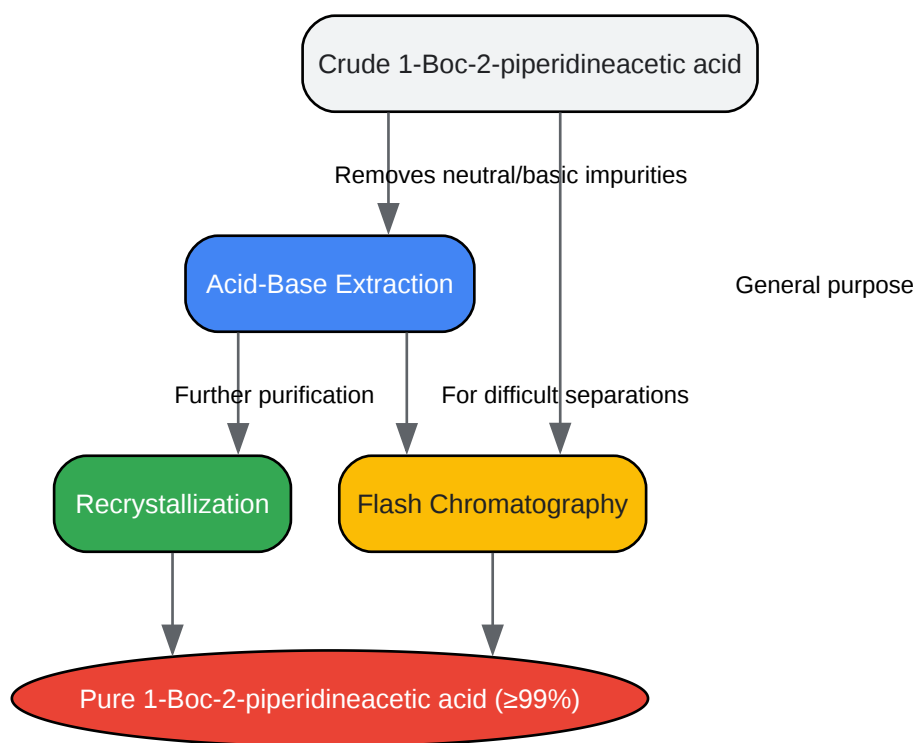 Crude 1-Boc-2-piperidineacetic acid
Removes neutral/basic impurities
Acid-Base Extraction
General purpose
Further purification
For difficult separations
Recrystallization
Flash Chromatography
Pure 1-Boc-2-piperidineacetic acid (≥99%)